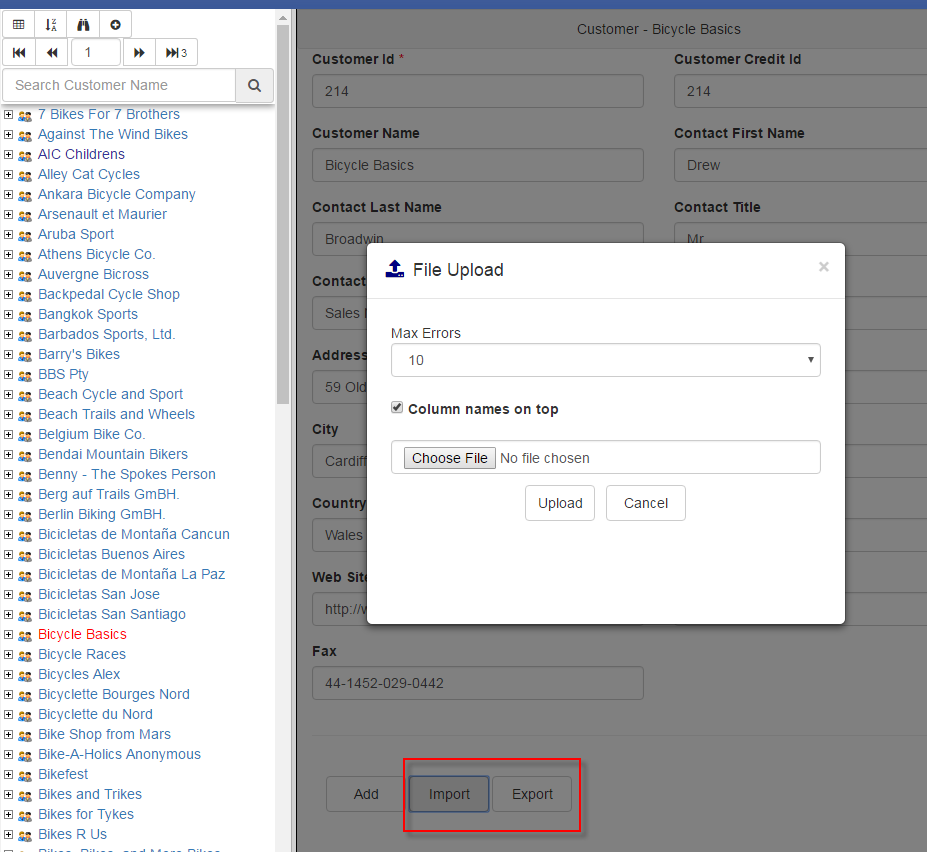 1
3
Search Customer Name
7 Bikes For 7 Brothers
Against The Wind Bikes
AIC Childrens
Alley Cat Cycles
Ankara Bicycle Company
Arsenault et Maurier
Aruba Sport
Athens Bicycle Co.
Auvergne Bicross
Backpedal Cycle Shop
Bangkok Sports
Barbados Sports, Ltd.
Barry's Bikes
BBS Pty
Beach Cycle and Sport
Beach Trails and Wheels
Belgium Bike Co.
Bendai Mountain Bikers
Benny - The Spokes Person
Berg auf Trails GmBH.
Berlin Biking GmBH.
Bicicletas de Montaña Cancun
Bicicletas Buenos Aires
Bicicletas de Montaña La Paz
Bicicletas San Jose
Bicicletas San Santiago
Bicycle Basics
Bicycle Races
Bicycles Alex
Bicyclette Bourges Nord
Bicyclette du Nord
Bike Shop from Mars
Bike-A-Holics Anonymous
Bikefest
Bikes and Trikes
Bikes for Tykes
Bikes R Us
Bikes, Bikes, and More Bikes
Customer - Bicycle Basics
Customer Id * Customer Credit Id
214 214
Customer Name Contact First Name
Bicycle Basics Drew
Contact Last Name Contact Title
Broadwin Mr
Contact
Sales
Address
59 Old
City
Cardiff
Country
Wales
Web Site
http://w
Fax
44-1452-029-0442
Add Import Export
File Upload ×
Max Errors
10
Column names on top
Choose File No file chosen
Upload Cancel